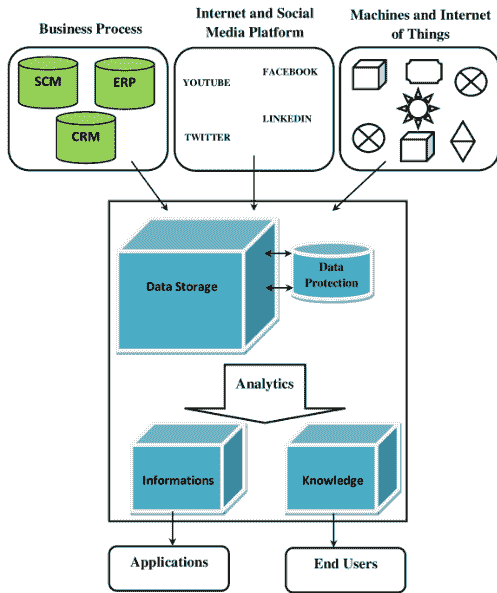 Business Process
Internet and Social
Media Platform
Machines and Internet
of Things
SCM
ERP
CRM
YOUTUBE
FACEBOOK
LINKEDIN
TWITTER
Data Storage
Data
Protection
Analytics
Informations
Knowledge
Applications
End Users